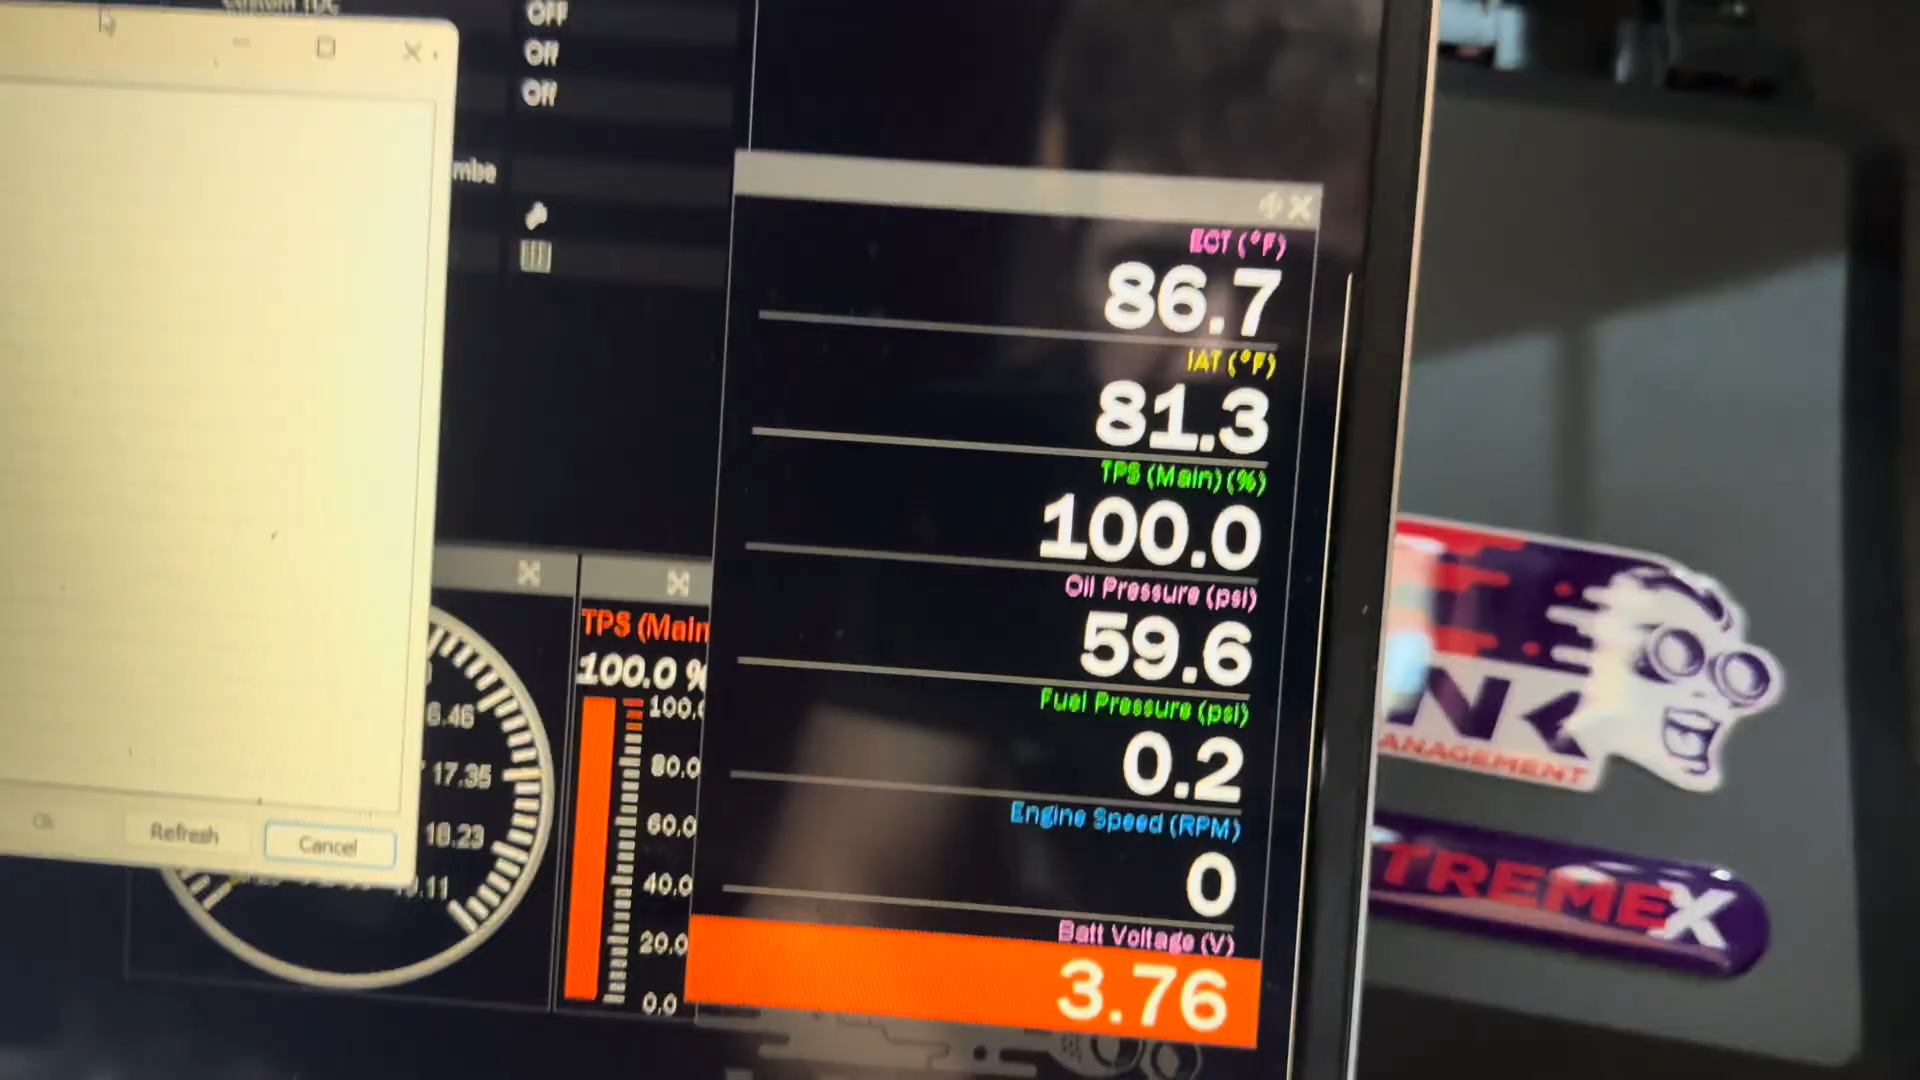 OFF
Off
Off
mbe
ECT (°F)
86.7
IAT (°F)
81.3
TPS (Main) (%)
100.0
Oil Pressure (psi)
59.6
Fuel Pressure (psi)
0.2
Engine Speed (RPM)
0
Batt Voltage (V)
3.76
TPS (Main
100.0 %
100.0
80.0
60.0
40.0
20.0
0.0
6.46
17.35
18.23
Ok
Refresh
Cancel
NK
ANAGEMENT
TREMEX